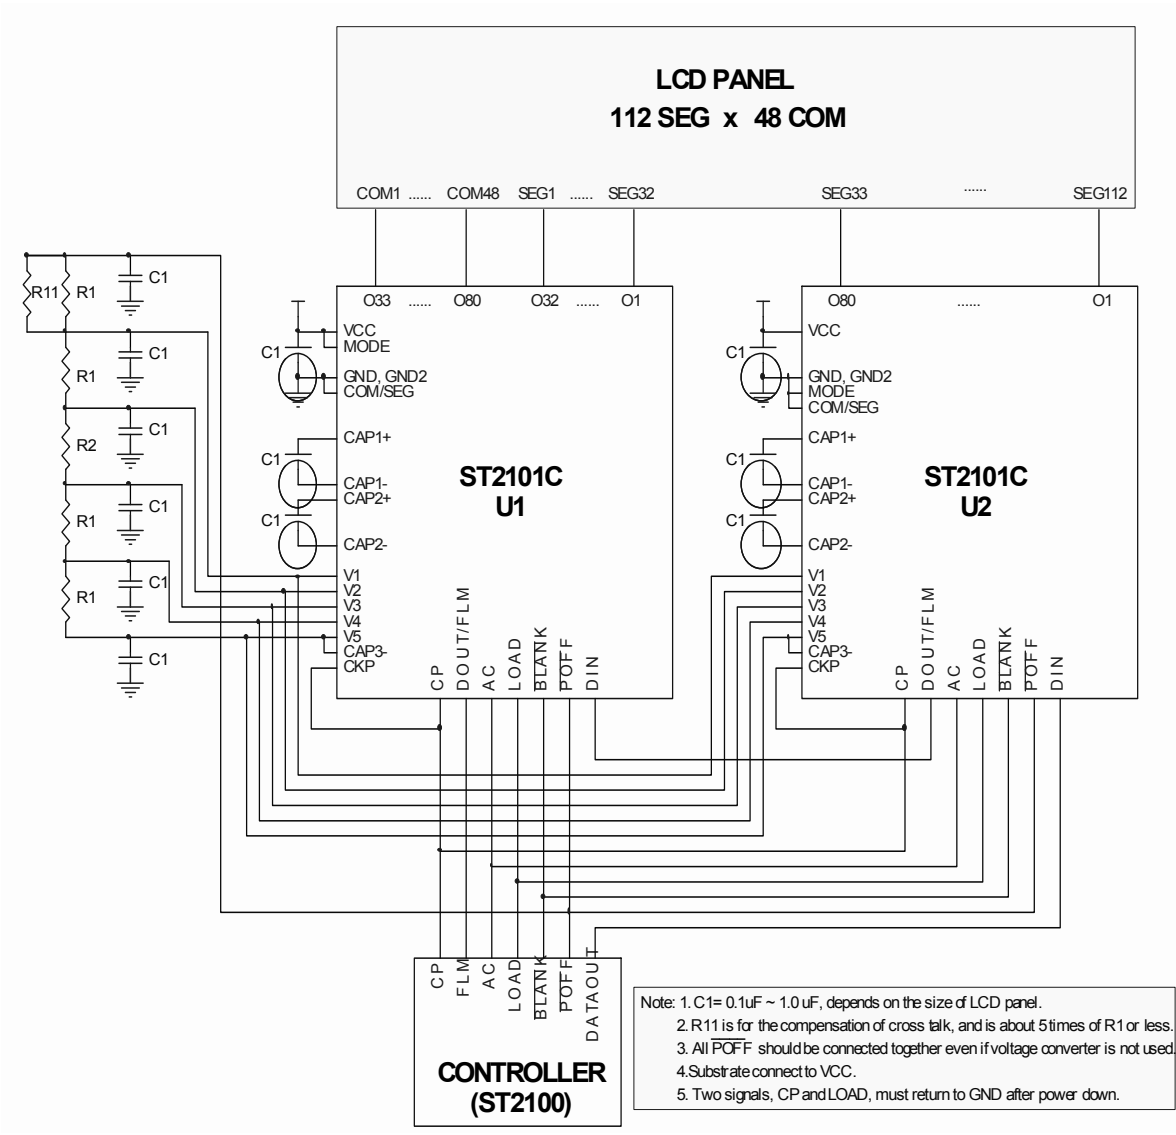 LCD PANEL
112 SEG x 48 COM
COM1 ...... COM48 SEG1 ...... SEG32 SEG33 ...... SEG112
R11 R1 C1
O33 ...... O80 O32 ...... O1
O80 ...... O1
C1
R1
C1
R2
C1
R1
C1
R1
C1
VCC
MODE
C1
GND, GND2
COM/SEG
CAP1+
C1
CAP1-
CAP2+
C1
CAP2-
V1
V2
V3
V4
V5
CAP3-
CKP
ST2101C
U1
CP
DOUT/FLM
AC
LOAD
BLANK
POFF
DIN
VCC
C1
GND, GND2
MODE
COM/SEG
CAP1+
C1
CAP1-
CAP2+
C1
CAP2-
V1
V2
V3
V4
V5
CAP3-
CKP
ST2101C
U2
CP
DOUT/FLM
AC
LOAD
BLANK
POFF
DIN
CP
FLM
AC
LOAD
BLANK
POFF
DATAOUT
CONTROLLER
(ST2100)
Note: 1. C1= 0.1uF ~ 1.0 uF, depends on the size of LCD panel.
2. R11 is for the compensation of cross talk, and is about 5 times of R1 or less.
3. All POFF should be connected together even if voltage converter is not used.
4.Substrate connect to VCC.
5. Two signals, CP and LOAD, must return to GND after power down.